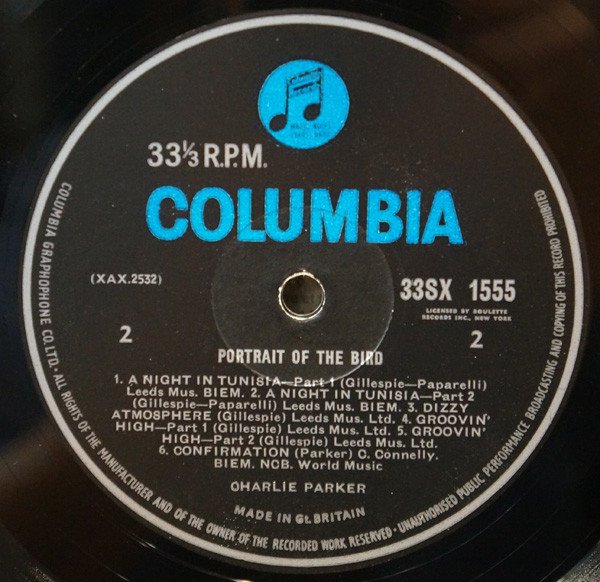 33⅓ R.P.M.
COLUMBIA
(XAX.2532)
33SX 1555
LICENSED BY ROULETTE
RECORDS INC., NEW YORK
2
2
PORTRAIT OF THE BIRD
1. A NIGHT IN TUNISIA—Part 1 (Gillespie—Paparelli)
Leeds Mus. BIEM. 2. A NIGHT IN TUNISIA—Part 2
(Gillespie—Paparelli) Leeds Mus. BIEM. 3. DIZZY
ATMOSPHERE (Gillespie) Leeds Mus. Ltd. 4. GROOVIN'
HIGH—Part 1 (Gillespie) Leeds Mus. Ltd. 5. GROOVIN'
HIGH—Part 2 (Gillespie) Leeds Mus. Ltd.
6. CONFIRMATION (Parker) C. Connelly.
BIEM. NCB. World Music
CHARLIE PARKER
MADE IN Gt. BRITAIN
COLUMBIA GRAPHOPHONE CO. LTD. · ALL RIGHTS OF THE MANUFACTURER AND OF THE OWNER OF THE RECORDED WORK RESERVED · UNAUTHORISED PUBLIC PERFORMANCE BROADCASTING AND COPYING OF THIS RECORD PROHIBITED